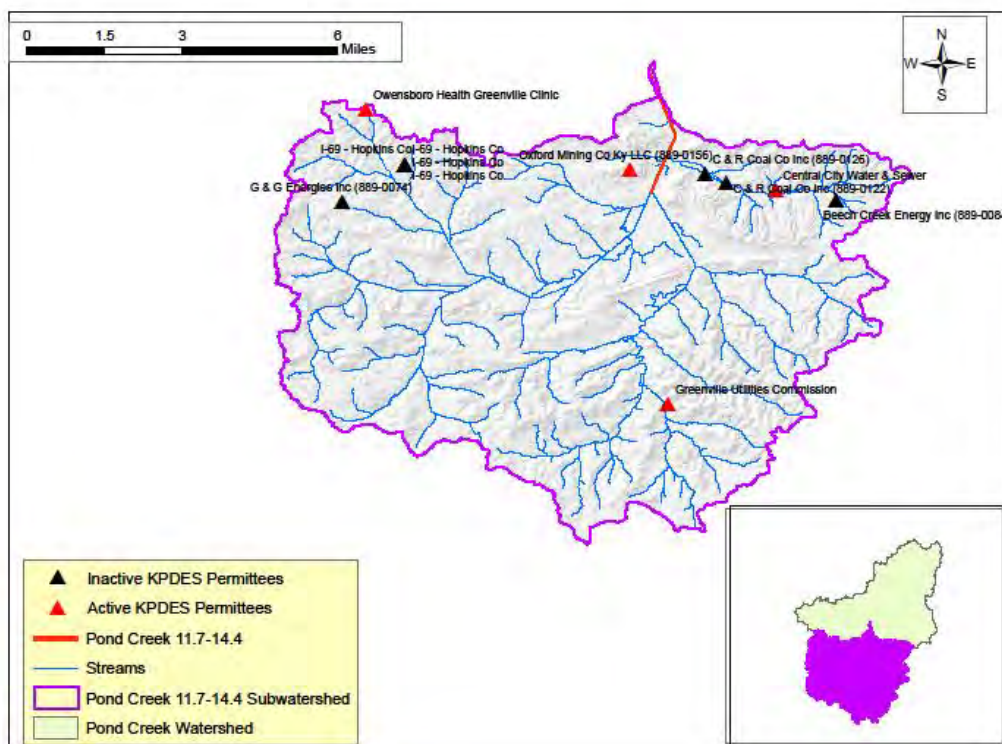 0 1.5 3 6
Miles
N
W E
S
Owensboro Health Greenville Clinic
I-69 - Hopkins Co
I-69 - Hopkins Co
I-69 - Hopkins Co
I-69 - Hopkins Co
G & G Energies Inc (889-0074)
Oxford Mining Co Ky LLC (889-0156)
C & R Coal Co Inc (889-0126)
Central City Water & Sewer
C & R Coal Co Inc (889-0122)
Beech Creek Energy Inc (889-008
Greenville Utilities Commission
Inactive KPDES Permittees
Active KPDES Permittees
Pond Creek 11.7-14.4
Streams
Pond Creek 11.7-14.4 Subwatershed
Pond Creek Watershed